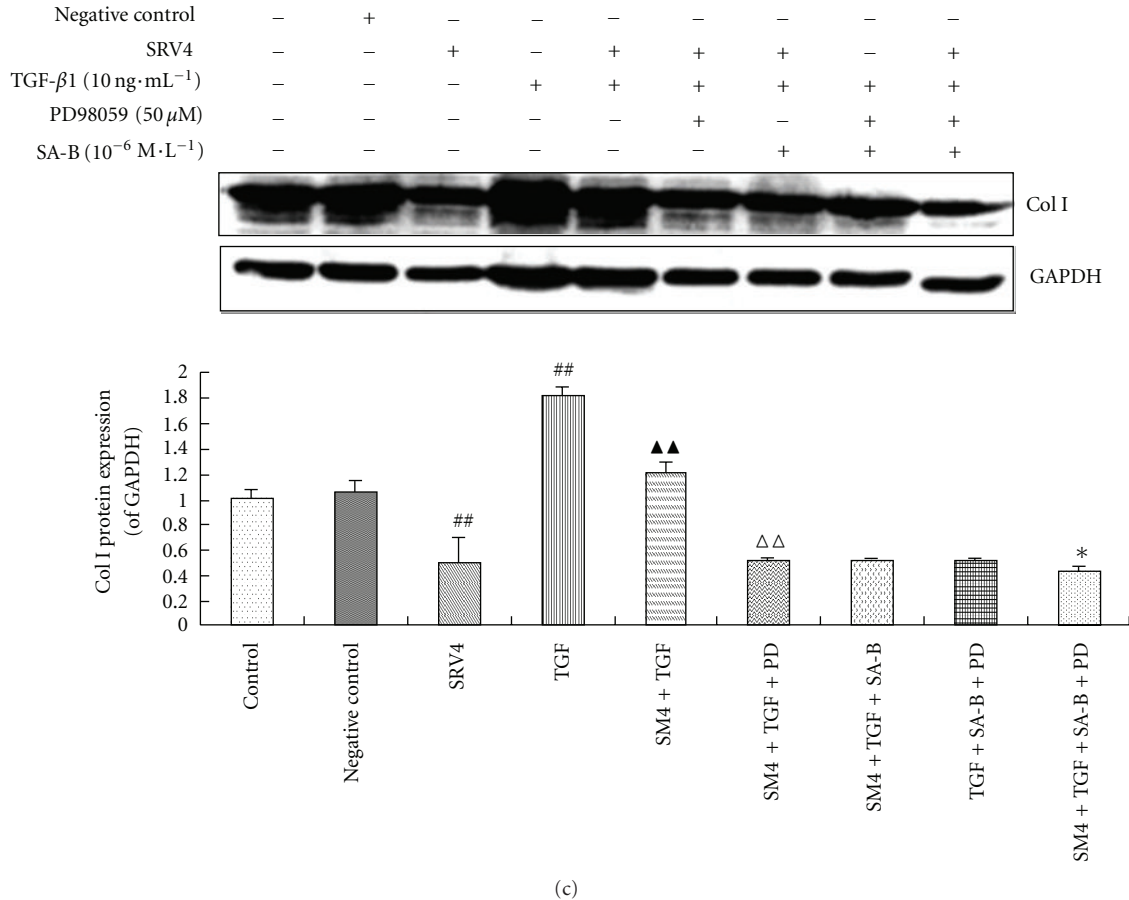 Negative control − + − − − − − − −
SRV4 − − + − + + + − +
TGF-β1 (10 ng·mL−1) − − − + + + + + +
PD98059 (50 μM) − − − − − + − + +
SA-B (10−6 M·L−1) − − − − − − + + +
Col I
GAPDH
Col I protein expression
(of GAPDH)
2
1.8
1.6
1.4
1.2
1
0.8
0.6
0.4
0.2
0
##
##
▲▲
△△
*
Control
Negative control
SRV4
TGF
SM4 + TGF
SM4 + TGF + PD
SM4 + TGF + SA-B
TGF + SA-B + PD
SM4 + TGF + SA-B + PD
(c)